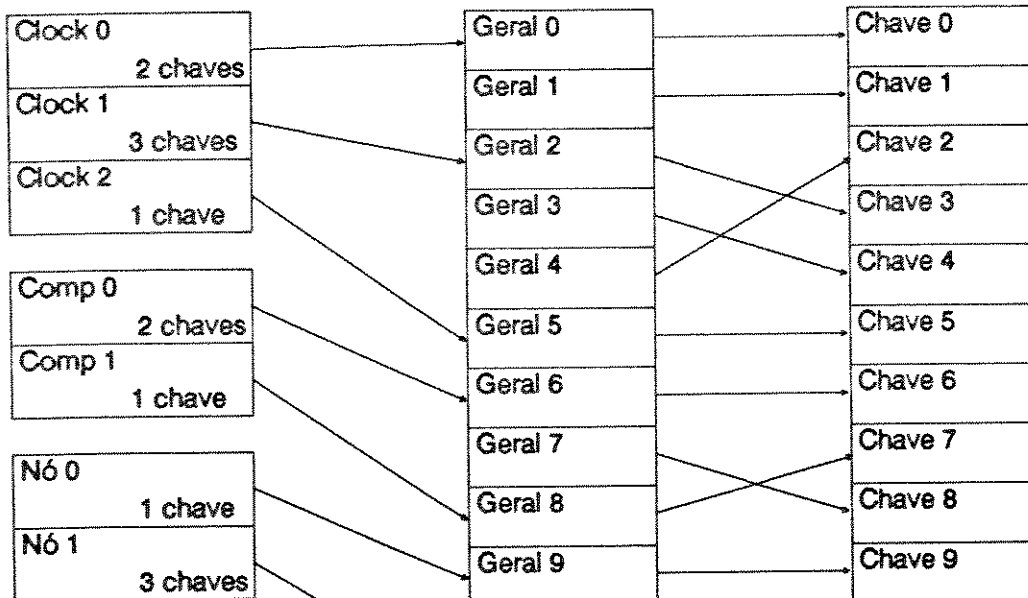 Clock 0
2 chaves
Clock 1
3 chaves
Clock 2
1 chave
Comp 0
2 chaves
Comp 1
1 chave
Nó 0
1 chave
Nó 1
3 chaves
Geral 0
Geral 1
Geral 2
Geral 3
Geral 4
Geral 5
Geral 6
Geral 7
Geral 8
Geral 9
Chave 0
Chave 1
Chave 2
Chave 3
Chave 4
Chave 5
Chave 6
Chave 7
Chave 8
Chave 9